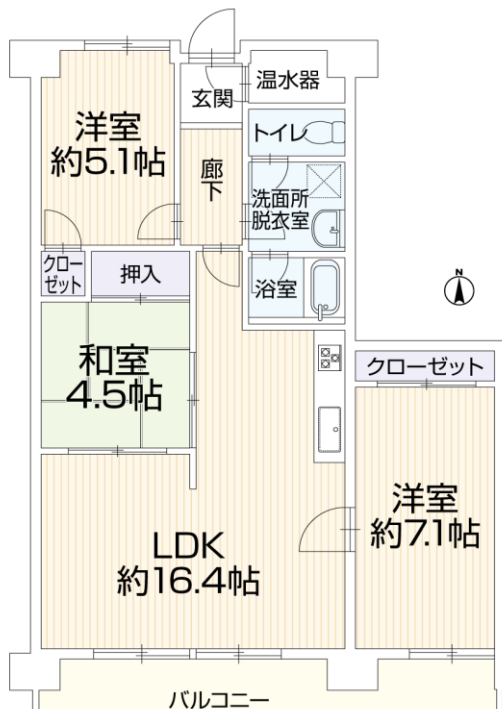 温水器
玄関
洋室
約5.1帖
トイレ
廊
下
洗面所
脱衣室
クロー
ゼット
押入
浴室
N
和室
4.5帖
クローゼット
洋室
約7.1帖
LDK
約16.4帖
バルコニー